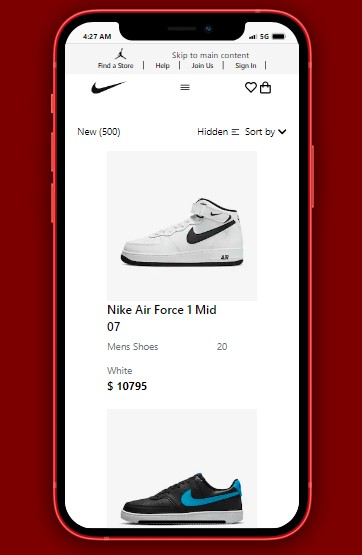 4:27 AM 5G
Skip to main content
Find a Store | Help | Join Us | Sign In |
New (500) Hidden Sort by
AIR
Nike Air Force 1 Mid
07
Mens Shoes 20
White
$ 10795